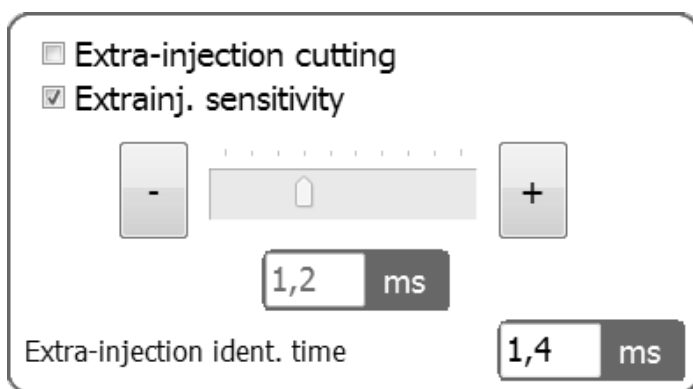 Extra-injection cutting
Extrainj. sensitivity
- +
1,2 ms
Extra-injection ident. time 1,4 ms